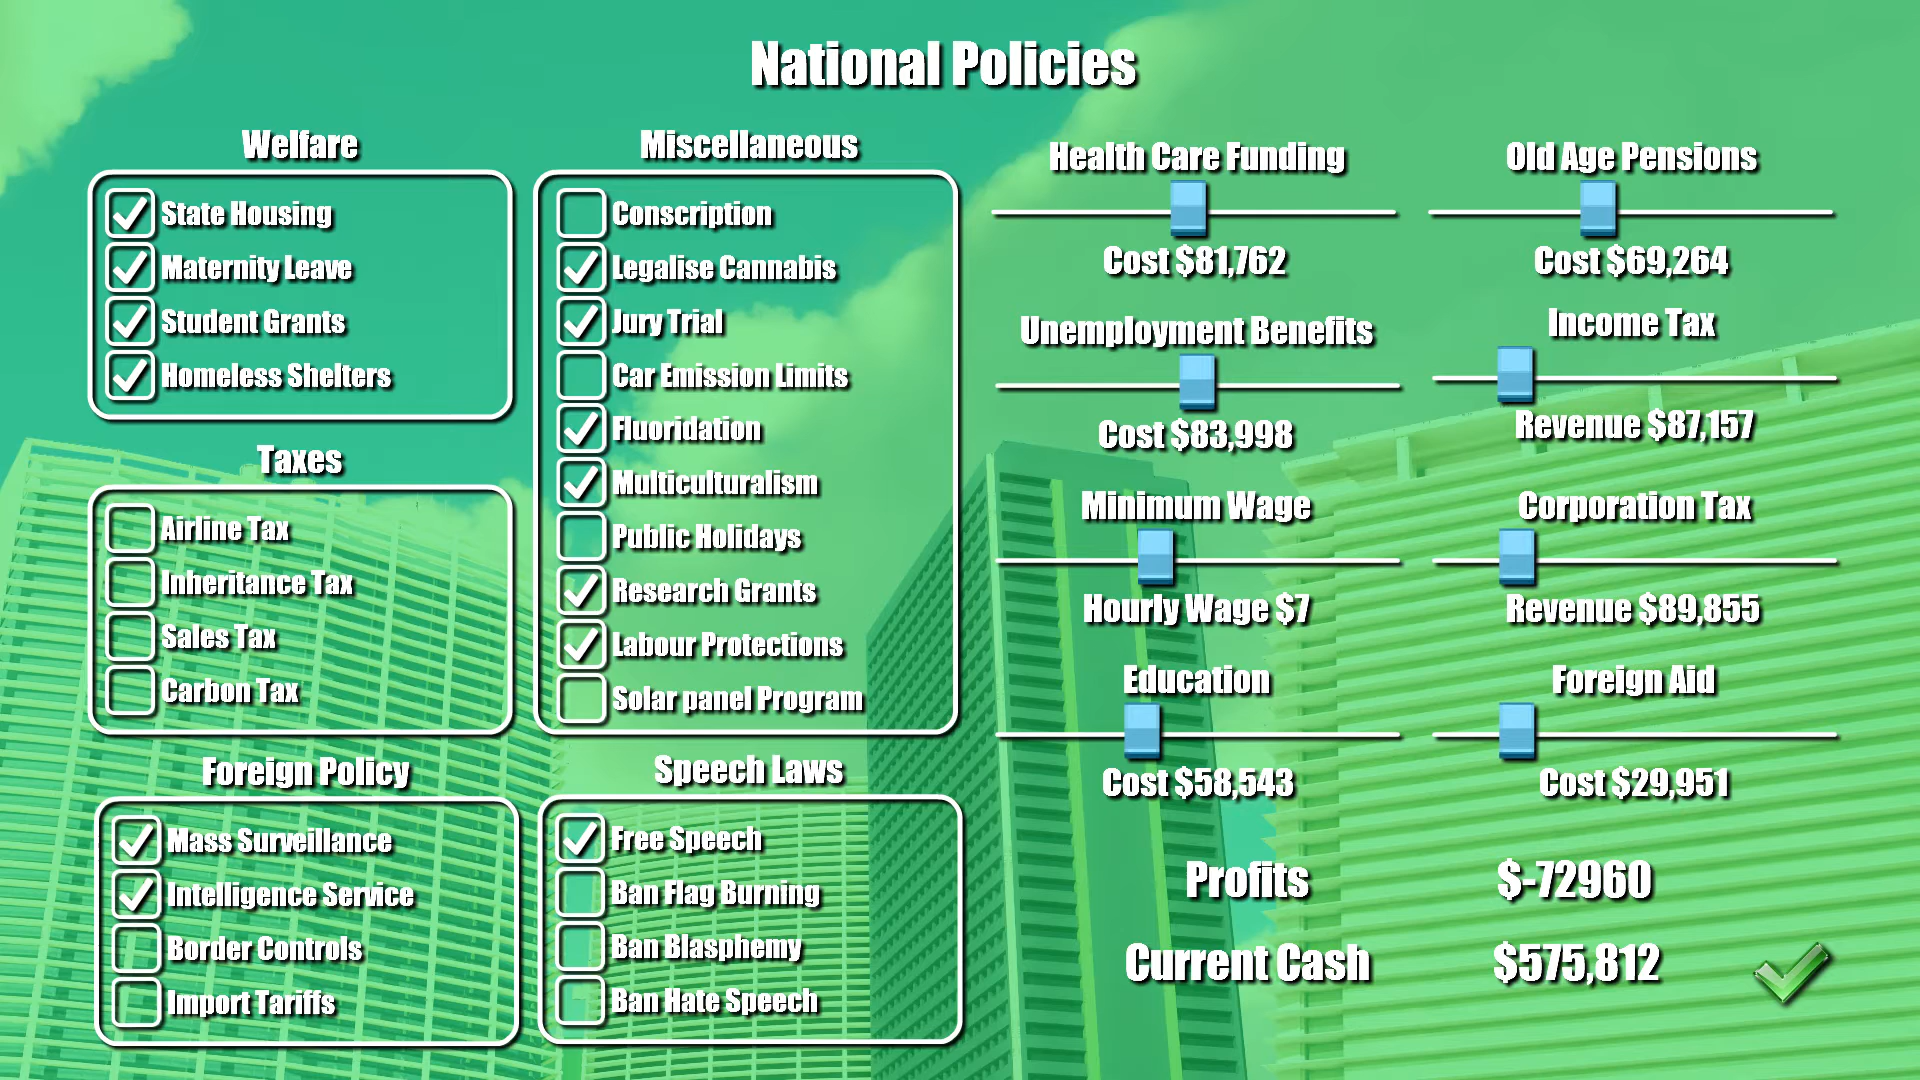 National Policies
Welfare
State Housing
Maternity Leave
Student Grants
Homeless Shelters
Taxes
Airline Tax
Inheritance Tax
Sales Tax
Carbon Tax
Foreign Policy
Mass Surveillance
Intelligence Service
Border Controls
Import Tariffs
Miscellaneous
Conscription
Legalise Cannabis
Jury Trial
Car Emission Limits
Fluoridation
Multiculturalism
Public Holidays
Research Grants
Labour Protections
Solar panel Program
Speech Laws
Free Speech
Ban Flag Burning
Ban Blasphemy
Ban Hate Speech
Health Care Funding
Cost $81,762
Unemployment Benefits
Cost $83,998
Minimum Wage
Hourly Wage $7
Education
Cost $58,543
Old Age Pensions
Cost $69,264
Income Tax
Revenue $87,157
Corporation Tax
Revenue $89,855
Foreign Aid
Cost $29,951
Profits $-72960
Current Cash $575,812